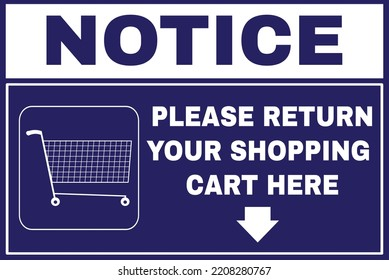 NOTICE
PLEASE RETURN
YOUR SHOPPING
CART HERE
shutterstock.com · 2208280767